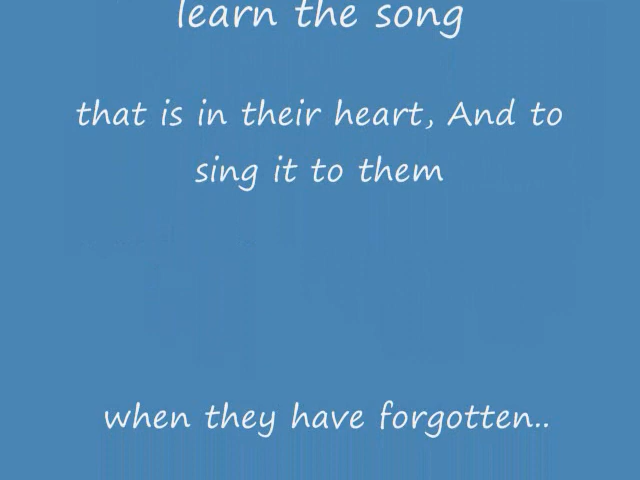 learn the song
that is in their heart, And to
sing it to them
when they have forgotten..